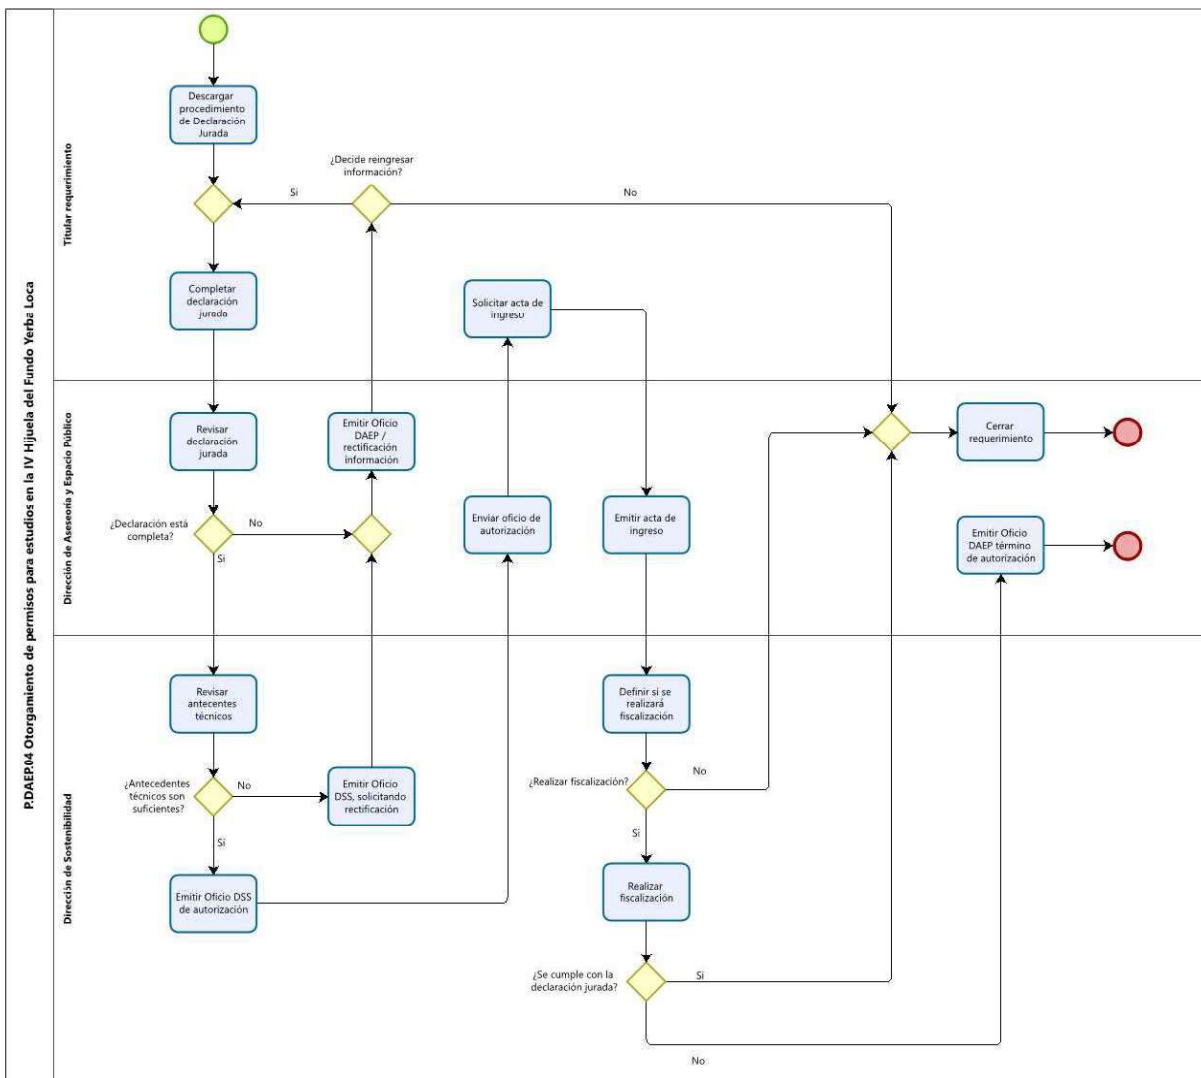 P.DAEP.04 Otorgamiento de permisos para estudios en la IV Hijuela del Fundo Yerba Loca
Titular requerimiento
Descargar
procedimiento
de Declaración
Jurada
¿Decide reingresar
información?
Si
No
Completar
declaración
jurada
Solicitar acta de
ingreso
Dirección de Asesoría y Espacio Público
Revisar
declaración
jurada
Emitir Oficio
DAEP /
rectificación
información
Cerrar
requerimiento
¿Declaración está
completa?
No
Si
Enviar oficio de
autorización
Emitir acta de
ingreso
Emitir Oficio
DAEP término
de autorización
Dirección de Sostenibilidad
Revisar
antecentes
técnicos
Definir si se
realizará
fiscalización
¿Antecedentes
técnicos son
suficientes?
No
Si
Emitir Oficio
DSS, solicitando
rectificación
¿Realizar fiscalización?
No
Si
Emitir Oficio DSS
de autorización
Realizar
fiscalización
¿Se cumple con la
declaración jurada?
Si
No